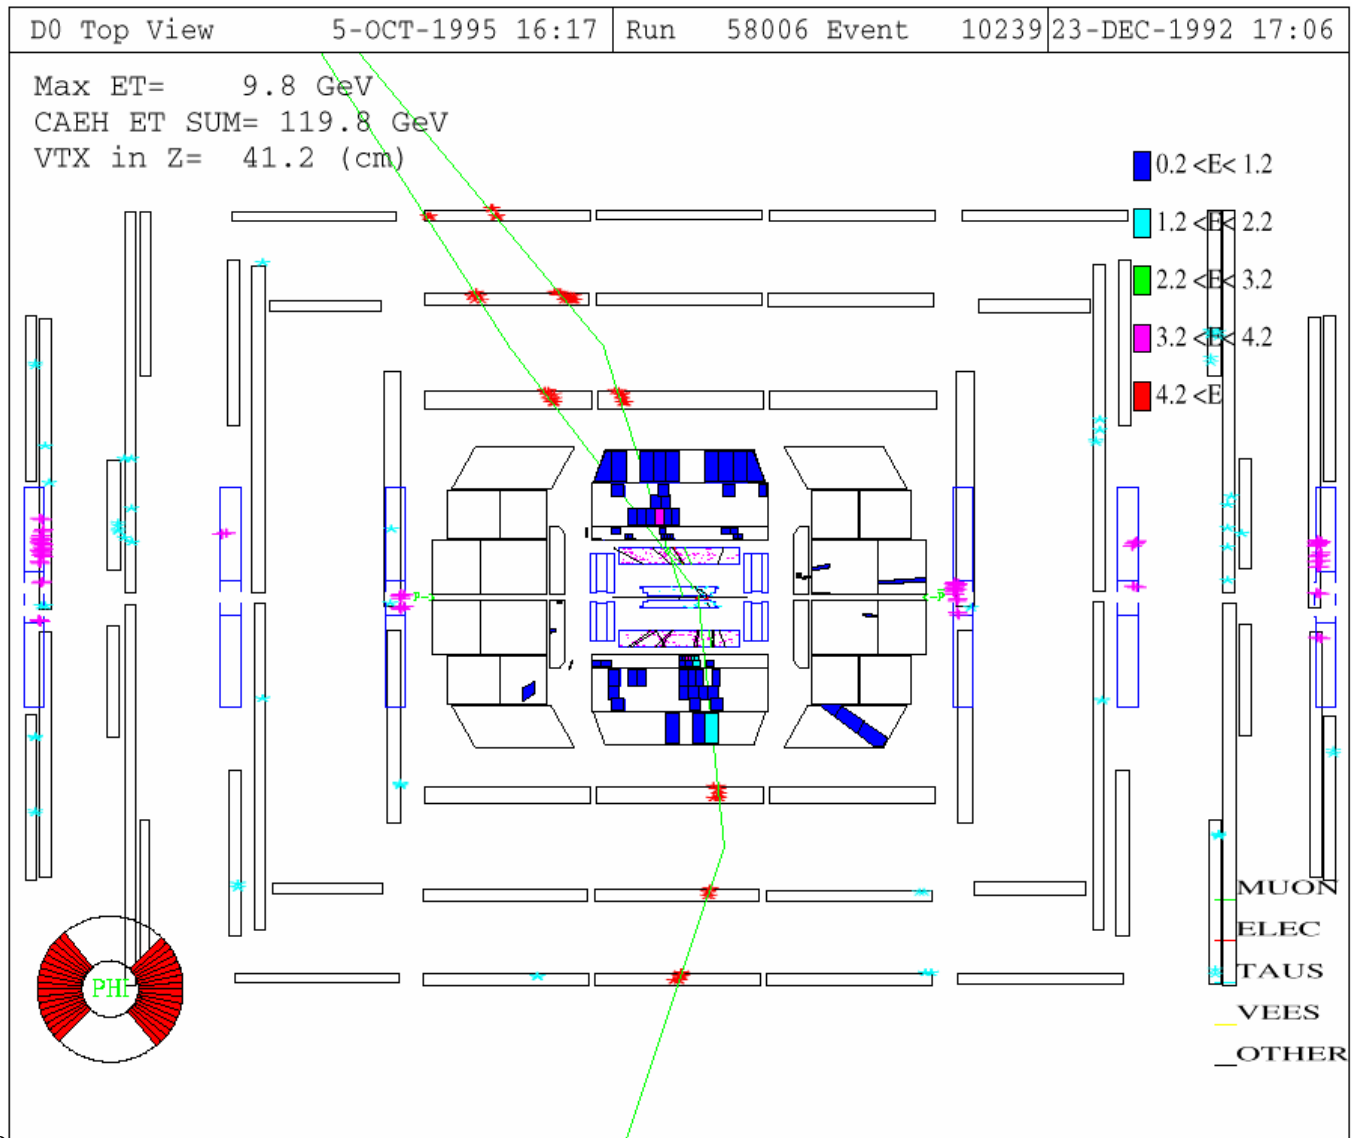 D0 Top View 5-OCT-1995 16:17 Run 58006 Event 10239 23-DEC-1992 17:06
Max ET= 9.8 GeV
CAEH ET SUM= 119.8 GeV
VTX in Z= 41.2 (cm)
0.2 <E< 1.2
1.2 <E< 2.2
2.2 <E< 3.2
3.2 <E< 4.2
4.2 <E
MUON
ELEC
PHI
TAUS
VEES
OTHER